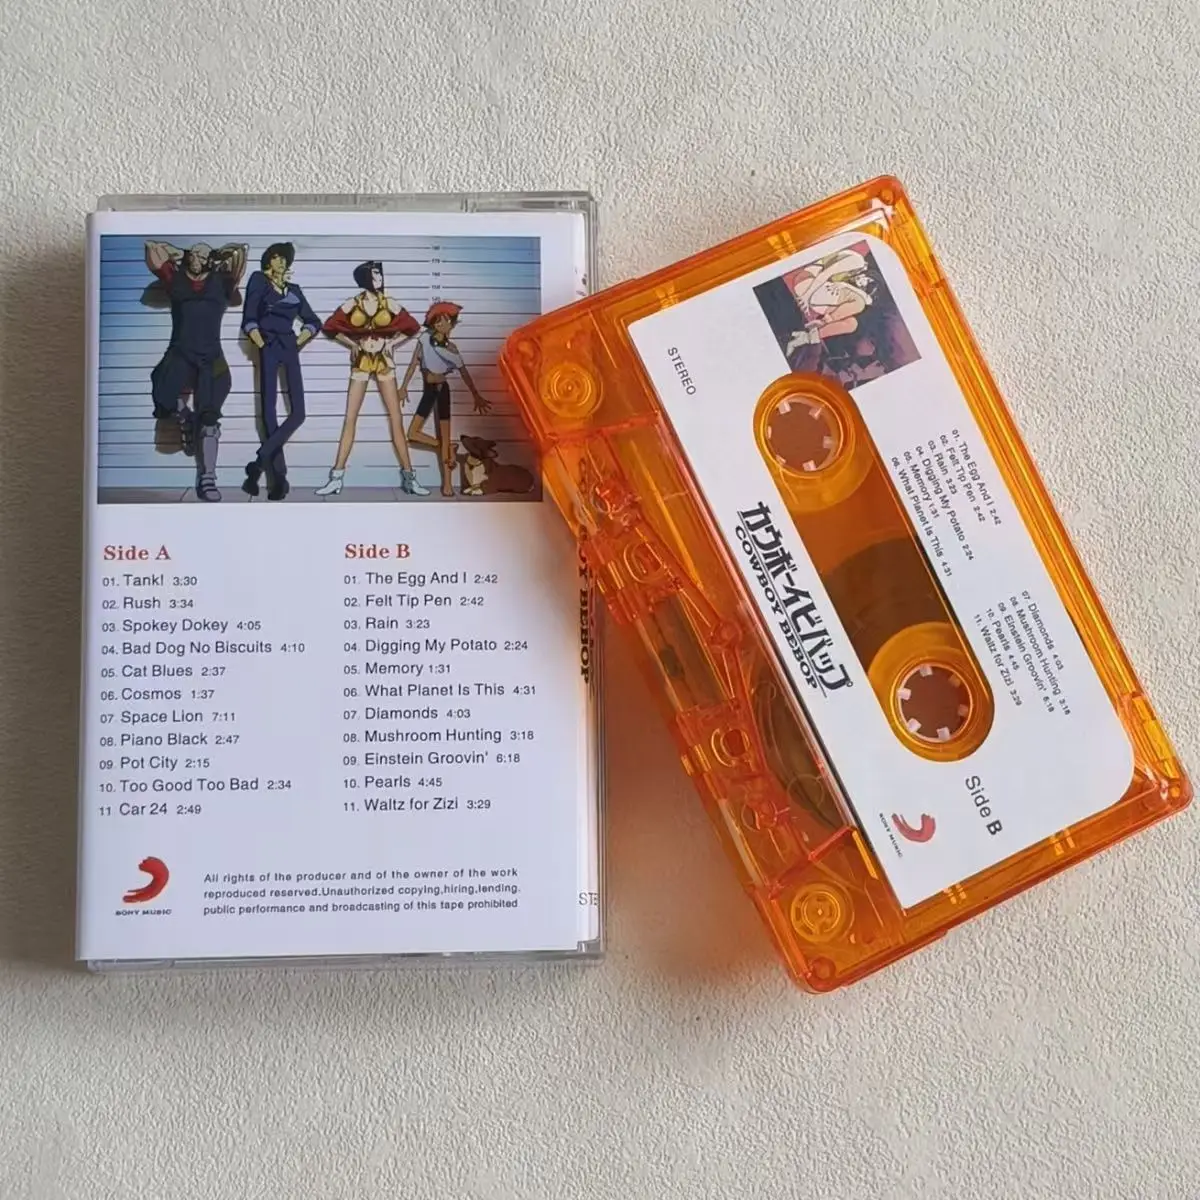 Side A
01. Tank! 3:30
02. Rush 3:34
03. Spokey Dokey 4:05
04. Bad Dog No Biscuits 4:10
05. Cat Blues 2:37
06. Cosmos 1:37
07. Space Lion 7:11
08. Piano Black 2:47
09. Pot City 2:15
10. Too Good Too Bad 2:34
11 Car 24 2:49
Side B
01. The Egg And I 2:42
02. Felt Tip Pen 2:42
03. Rain 3:23
04. Digging My Potato 2:24
05. Memory 1:31
06. What Planet Is This 4:31
07. Diamonds 4:03
08. Mushroom Hunting 3:18
09. Einstein Groovin' 6:18
10. Pearls 4:45
11. Waltz for Zizi 3:29
SONY MUSIC
All rights of the producer and of the owner of the work
reproduced reserved.Unauthorized copying,hiring,lending.
public performance and broadcasting of this tape prohibited
COWBOY BEBOP
STE
STEREO
01. The Egg And I 2:42
02. Felt Tip Pen 2:42
03. Rain 3:23
04. Digging My Potato 2:24
05. Memory 1:31
06. What Planet Is This 4:31
07. Diamonds 4:03
08. Mushroom Hunting 3:18
09. Einstein Groovin' 6:18
10. Pearls 4:45
11. Waltz for Zizi 3:29
カウボーイビバップ
COWBOY BEBOP
Side B
SONY MUSIC